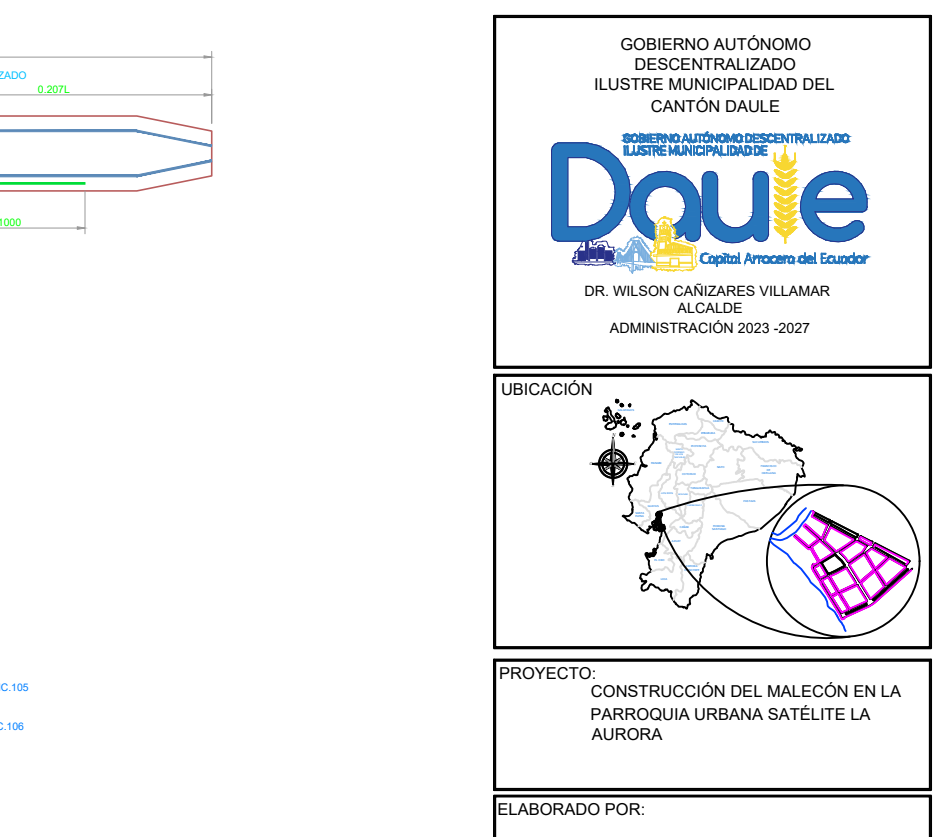 ZADO
0.207L
1000
C.105
C.106
GOBIERNO AUTÓNOMO
DESCENTRALIZADO
ILUSTRE MUNICIPALIDAD DEL
CANTÓN DAULE
GOBIERNO AUTÓNOMO DESCENTRALIZADO
ILUSTRE MUNICIPALIDAD DE
Daule
Capital Arrocera del Ecuador
DR. WILSON CAÑIZARES VILLAMAR
ALCALDE
ADMINISTRACIÓN 2023 -2027
UBICACIÓN
PROYECTO:
CONSTRUCCIÓN DEL MALECÓN EN LA
PARROQUIA URBANA SATÉLITE LA
AURORA
ELABORADO POR: